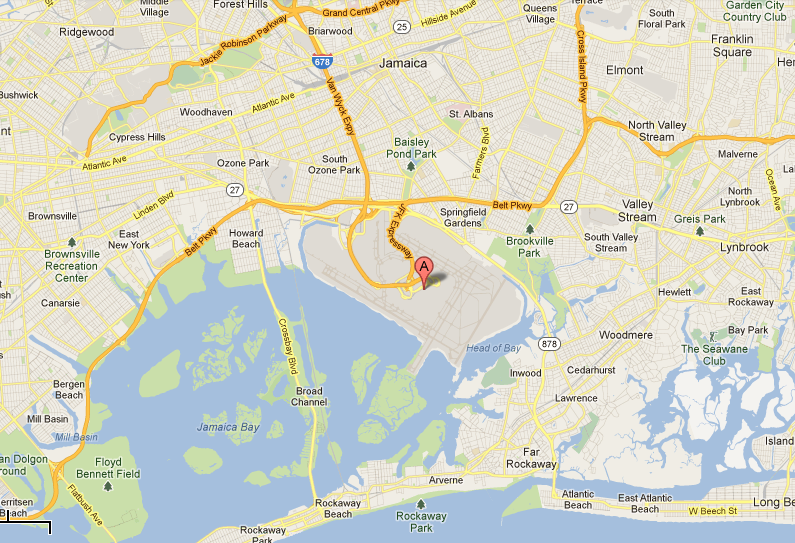 Middle
Village
Forest Hills
Grand Central Pkwy
Hillside Avenue
Queens
Village
Terrace
Garden City
Country Club
South
Floral Park
Ridgewood
Jackie Robinson Parkway
Briarwood
25
Franklin
Square
678
Jamaica
Cross Island Pkwy
Elmont
Bushwick
Van Wyck Expy
Woodhaven
Atlantic Ave
St. Albans
North Valley
Stream
Cypress Hills
Baisley
Pond Park
Farmers Blvd
Malverne
Atlantic Ave
Ozone Park
South
Ozone Park
Ocean Ave
27
Linden Blvd
JFK Expressway
Belt Pkwy
27
Valley
Stream
North
Lynbrook
Brownsville
Springfield
Gardens
Greis Park
East
New York
Belt Pkwy
Howard
Beach
Brookville
Park
South Valley
Stream
Lynbrook
Brownsville
Recreation
Center
A
Canarsie
Hewlett
East
Rockaway
Crossbay Blvd
Head of Bay
878
Woodmere
Bay Park
The Seawane
Club
Inwood
Cedarhurst
Bergen
Beach
Broad
Channel
Lawrence
Mill Basin
Mill Basin
Jamaica Bay
Island
Floyd
Bennett Field
Far
Rockaway
Arverne
Flatbush Ave
Rockaway
Beach
Atlantic
Beach
East Atlantic
Beach
Long
W Beech St
Rockaway
Park
Rockaway
Park